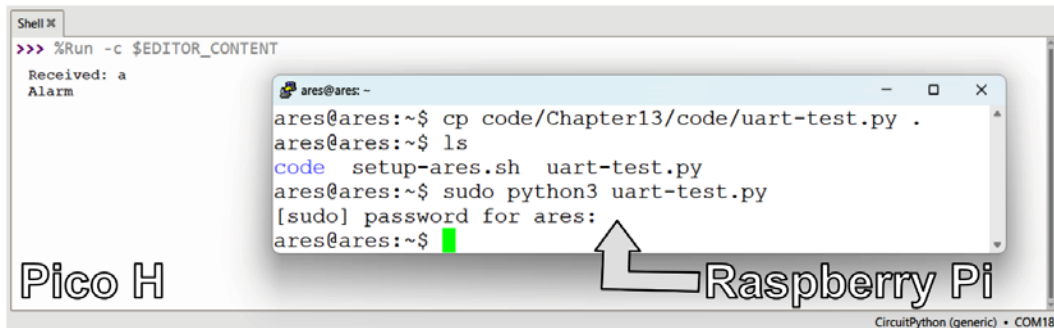 Shell ✕
>>> %Run -c $EDITOR_CONTENT
Received: a
Alarm
ares@ares: ~
ares@ares:~$ cp code/Chapter13/code/uart-test.py .
ares@ares:~$ ls
code setup-ares.sh uart-test.py
ares@ares:~$ sudo python3 uart-test.py
[sudo] password for ares:
ares@ares:~$
Pico H
Raspberry Pi
CircuitPython (generic) • COM18